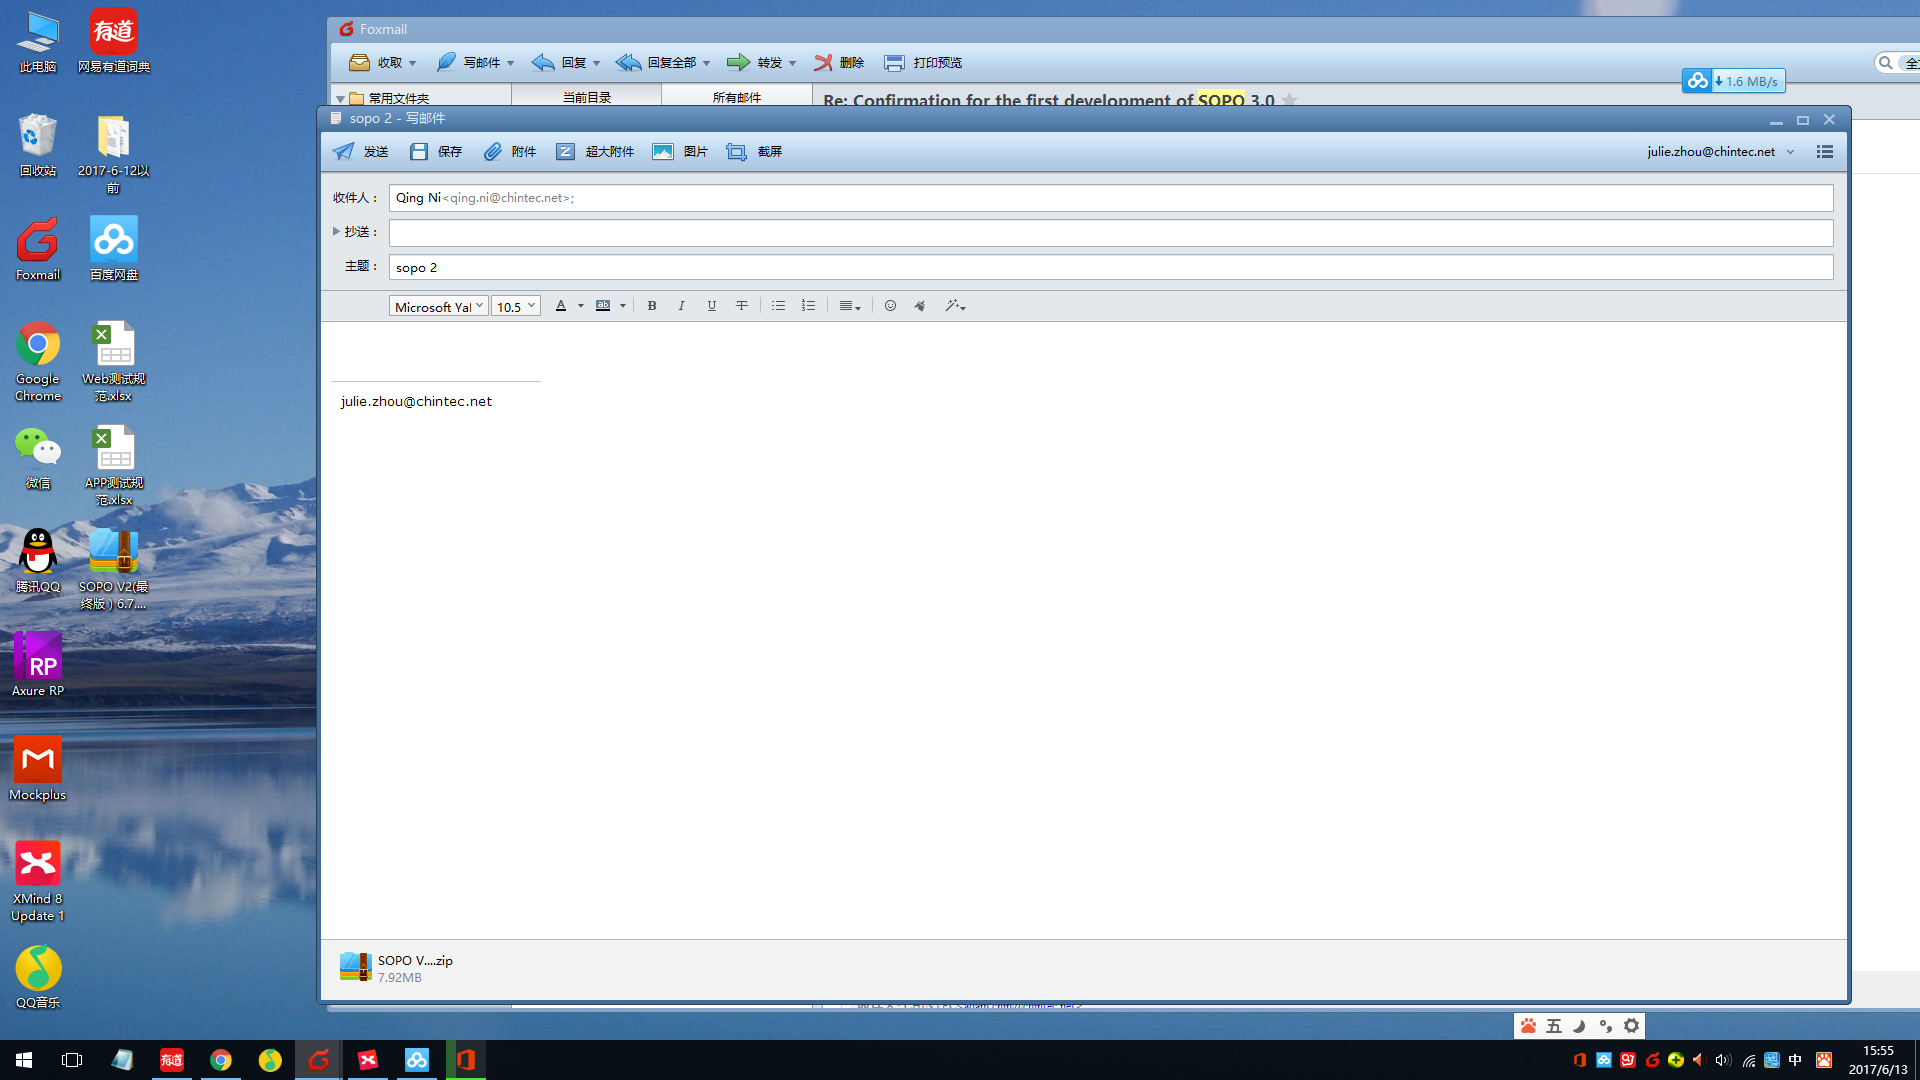 此电脑
有道
网易有道词典
回收站
2017-6-12以
前
Foxmail
百度网盘
Google
Chrome
Web测试规
范.xlsx
微信
APP测试规
范.xlsx
腾讯QQ
SOPO V2(最
终版) 6.7....
RP
Axure RP
Mockplus
XMind 8
Update 1
QQ音乐
Foxmail
收取 写邮件 回复 回复全部 转发 删除 打印预览
1.6 MB/s
常用文件夹 当前目录 所有邮件
Re: Confirmation for the first development of SOPO 3.0
sopo 2 - 写邮件
发送 保存 附件 超大附件 图片 截屏 julie.zhou@chintec.net
收件人: Qing Ni<qing.ni@chintec.net>;
抄送:
主题: sopo 2
Microsoft Yal 10.5 A ab B I U T
julie.zhou@chintec.net
SOPO V....zip
7.92MB
五
有道
中
15:55
2017/6/13